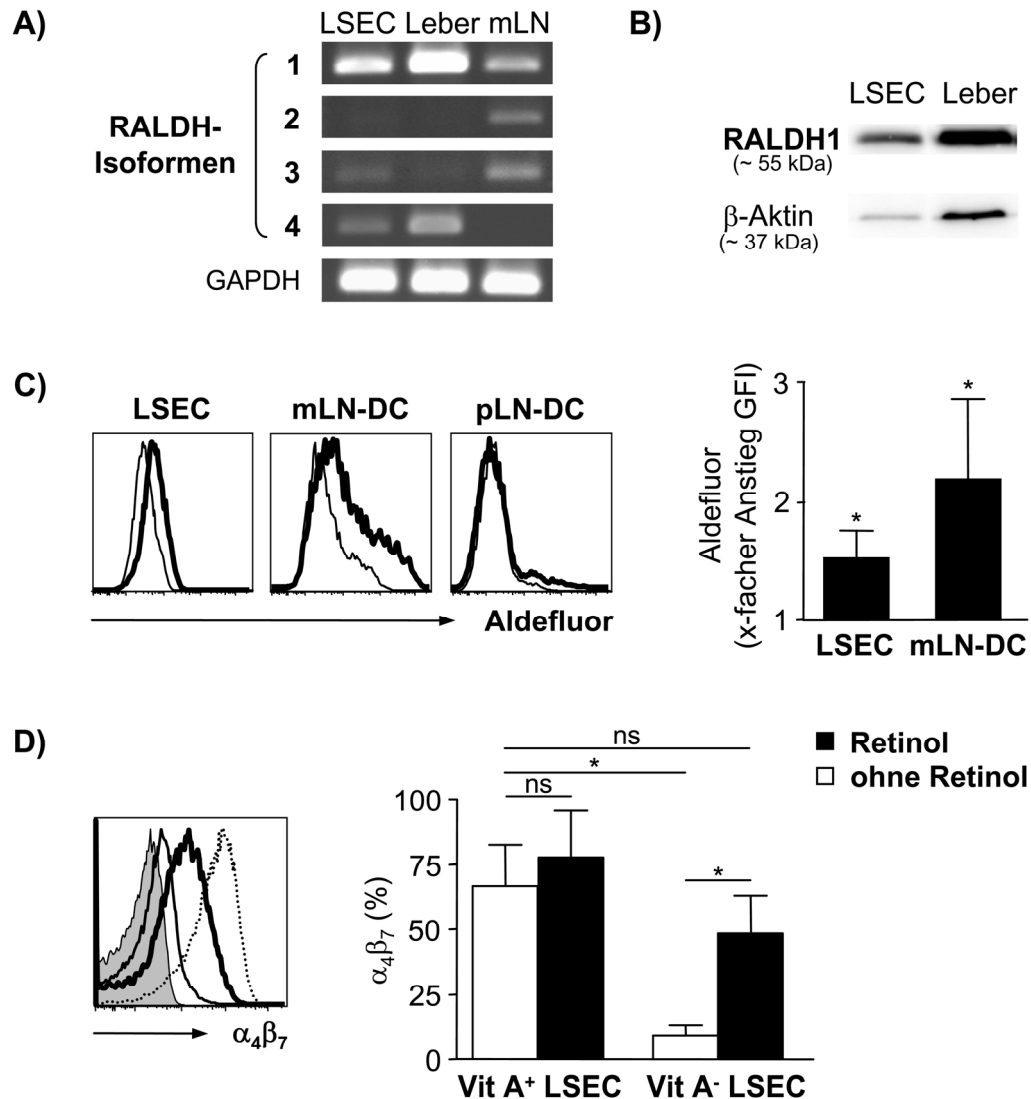 A)
LSEC Leber mLN
RALDH-
Isoformen
1
2
3
4
GAPDH
B)
LSEC Leber
RALDH1
(~ 55 kDa)
β-Aktin
(~ 37 kDa)
C)
LSEC mLN-DC pLN-DC
Aldefluor
Aldefluor
(x-facher Anstieg GFI)
3
2
1
*
*
LSEC mLN-DC
D)
α4β7
Retinol
ohne Retinol
ns
*
ns
*
α4β7 (%)
100
75
50
25
0
Vit A+ LSEC Vit A- LSEC